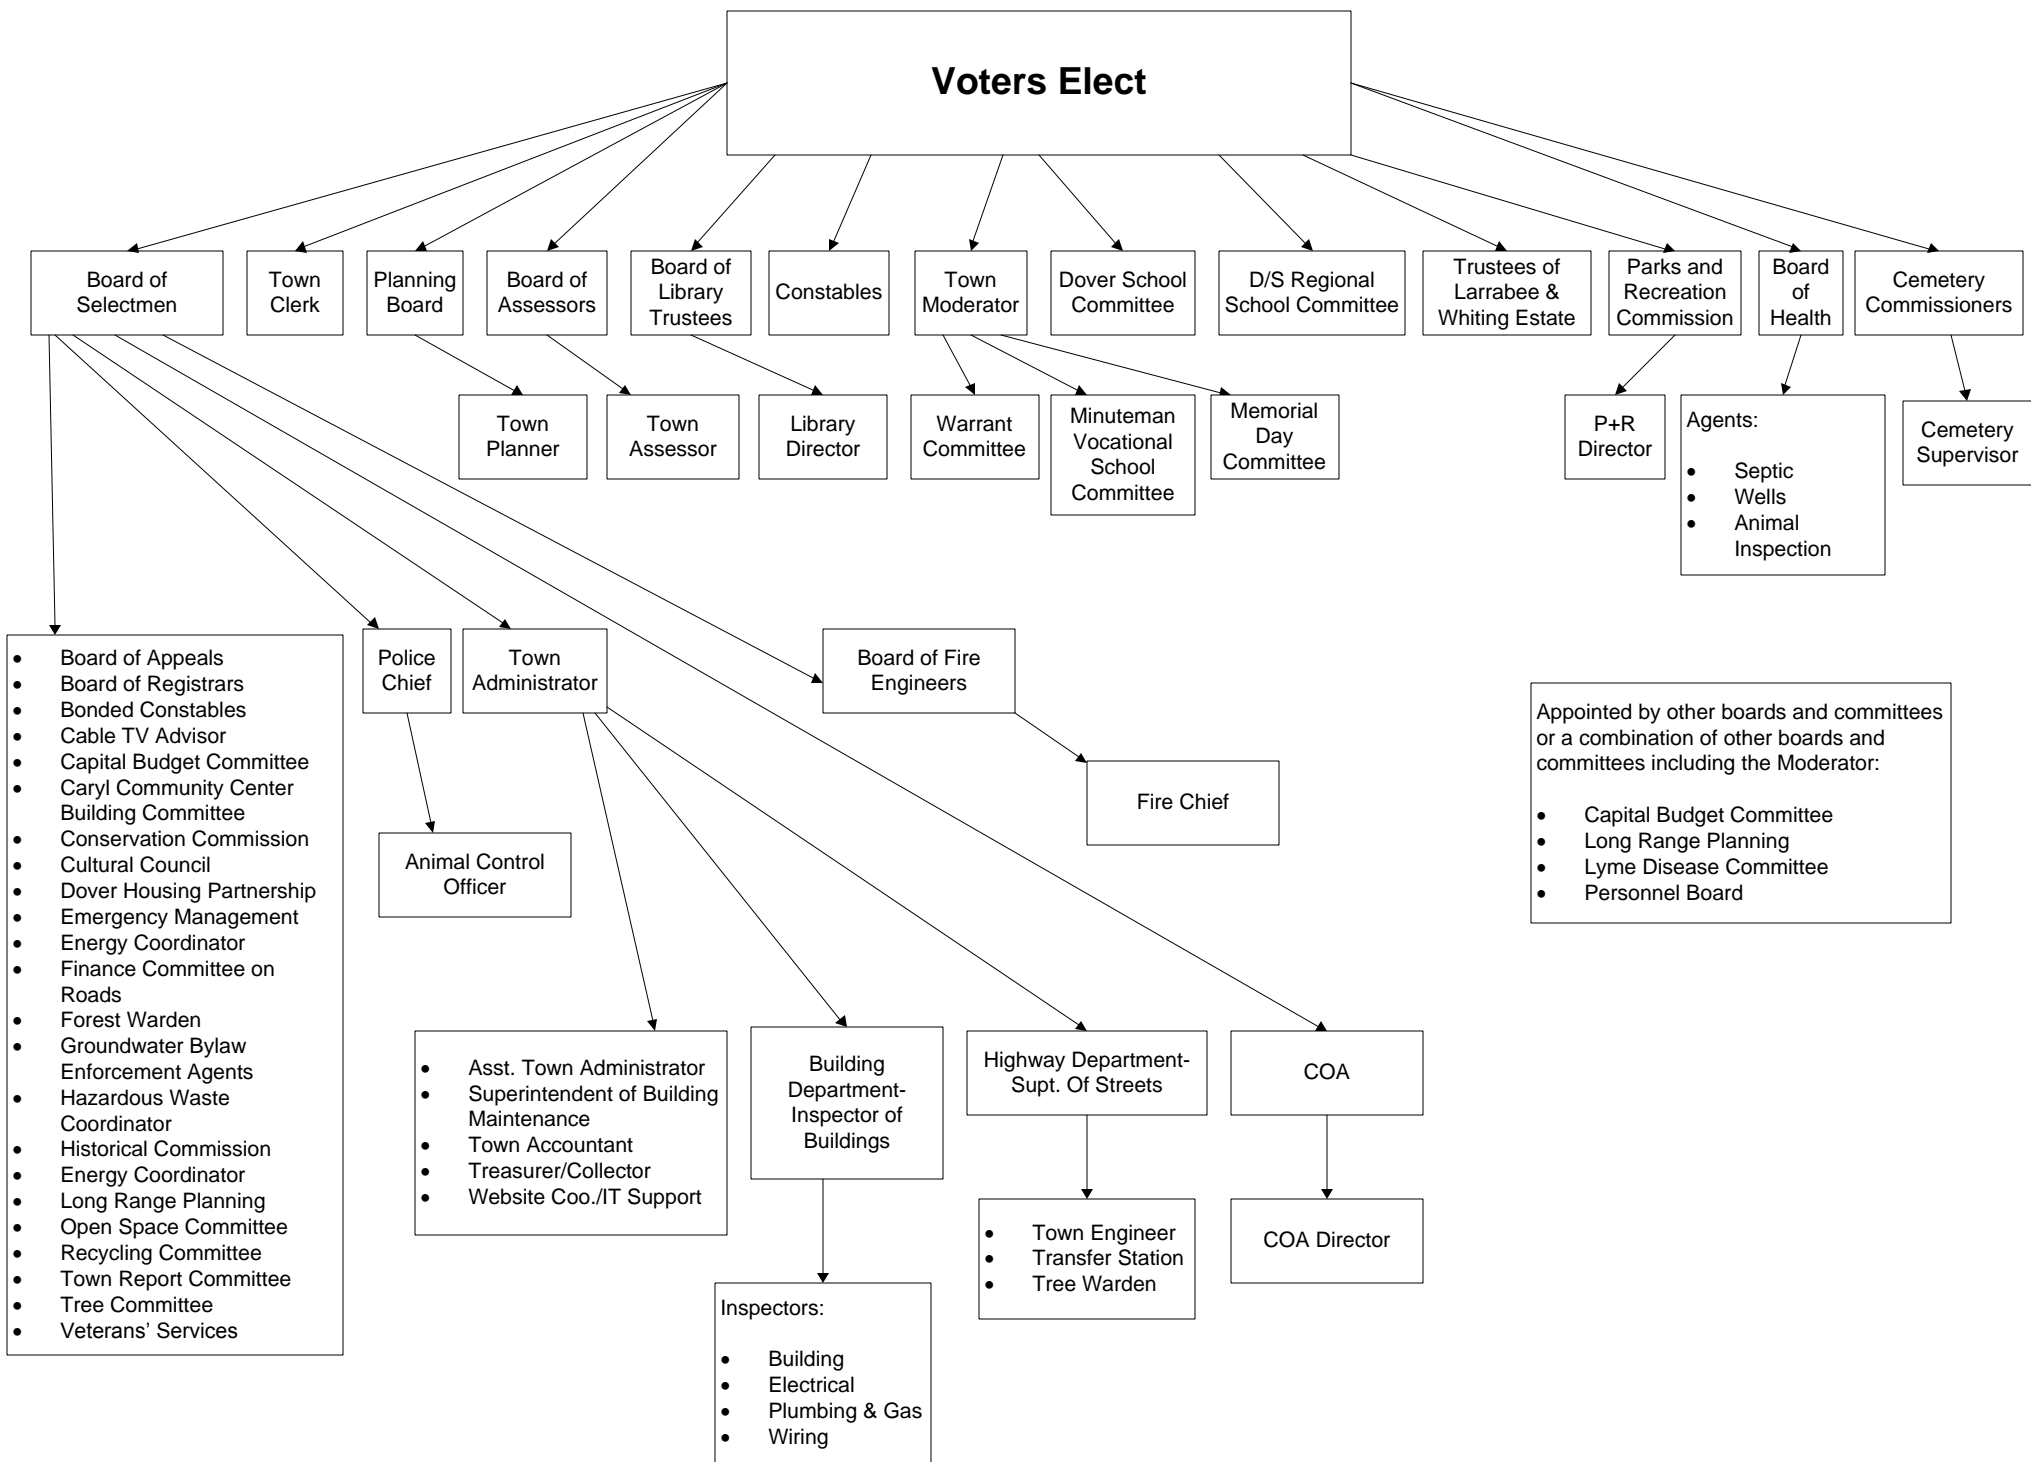 Voters Elect
Board of
Selectmen
Town
Clerk
Planning
Board
Board of
Assessors
Board of
Library
Trustees
Constables
Town
Moderator
Dover School
Committee
D/S Regional
School Committee
Trustees of
Larrabee &
Whiting Estate
Parks and
Recreation
Commission
Board
of
Health
Cemetery
Commissioners
Town
Planner
Town
Assessor
Library
Director
Warrant
Committee
Minuteman
Vocational
School
Committee
Memorial
Day
Committee
P+R
Director
Agents:
• Septic
• Wells
• Animal
Inspection
Cemetery
Supervisor
• Board of Appeals
• Board of Registrars
• Bonded Constables
• Cable TV Advisor
• Capital Budget Committee
• Caryl Community Center
Building Committee
• Conservation Commission
• Cultural Council
• Dover Housing Partnership
• Emergency Management
• Energy Coordinator
• Finance Committee on
Roads
• Forest Warden
• Groundwater Bylaw
Enforcement Agents
• Hazardous Waste
Coordinator
• Historical Commission
• Energy Coordinator
• Long Range Planning
• Open Space Committee
• Recycling Committee
• Town Report Committee
• Tree Committee
• Veterans’ Services
Police
Chief
Town
Administrator
Board of Fire
Engineers
Fire Chief
Animal Control
Officer
Appointed by other boards and committees
or a combination of other boards and
committees including the Moderator:
• Capital Budget Committee
• Long Range Planning
• Lyme Disease Committee
• Personnel Board
• Asst. Town Administrator
• Superintendent of Building
Maintenance
• Town Accountant
• Treasurer/Collector
• Website Coo./IT Support
Building
Department-
Inspector of
Buildings
Highway Department-
Supt. Of Streets
COA
• Town Engineer
• Transfer Station
• Tree Warden
COA Director
Inspectors:
• Building
• Electrical
• Plumbing & Gas
• Wiring